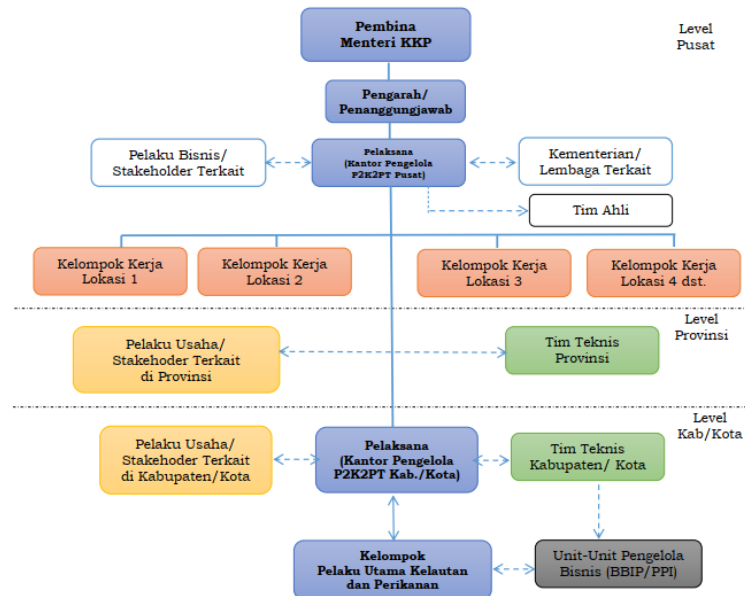 Pembina
Menteri KKP
Level
Pusat
Pengarah/
Penanggungjawab
Pelaku Bisnis/
Stakeholder Terkait
Pelaksana
(Kantor Pengelola
P2K2PT Pusat)
Kementerian/
Lembaga Terkait
Tim Ahli
Kelompok Kerja
Lokasi 1
Kelompok Kerja
Lokasi 2
Kelompok Kerja
Lokasi 3
Kelompok Kerja
Lokasi 4 dst.
Level
Provinsi
Pelaku Usaha/
Stakehoder Terkait
di Provinsi
Tim Teknis
Provinsi
Level
Kab/Kota
Pelaku Usaha/
Stakehoder Terkait
di Kabupaten/Kota
Pelaksana
(Kantor Pengelola
P2K2PT Kab./Kota)
Tim Teknis
Kabupaten/ Kota
Kelompok
Pelaku Utama Kelautan
dan Perikanan
Unit-Unit Pengelola
Bisnis (BBIP/PPI)